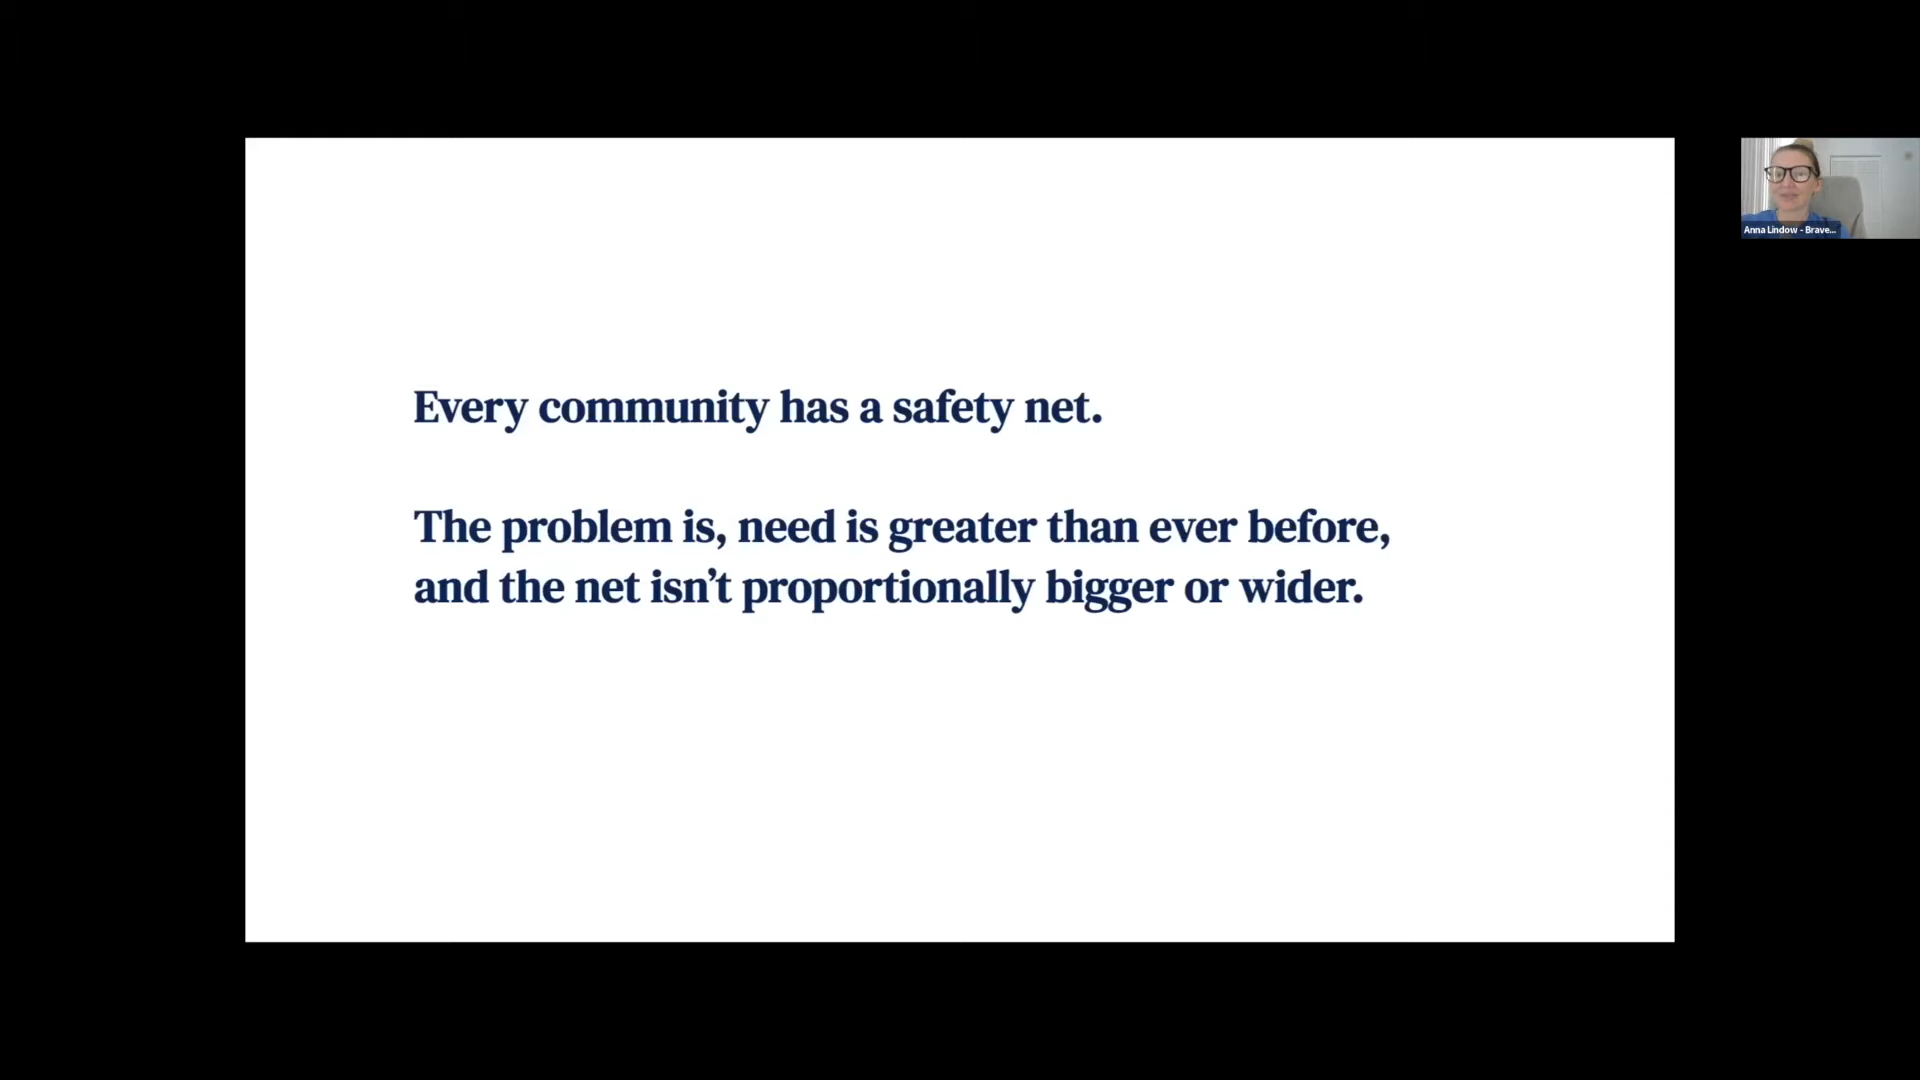 Every community has a safety net.
The problem is, need is greater than ever before,
and the net isn’t proportionally bigger or wider.
Anna Lindow - Brave...